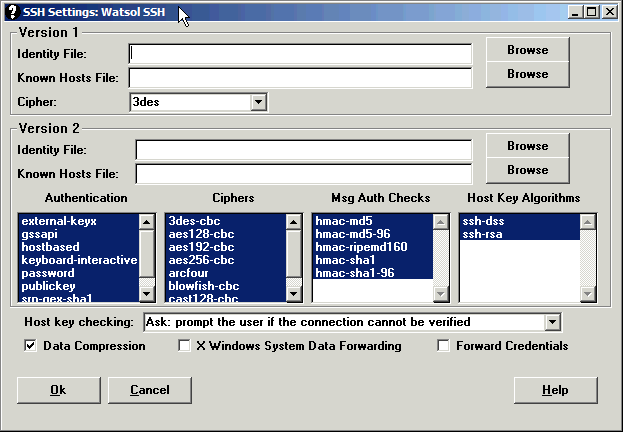 SSH Settings: Watsol SSH
Version 1
Identity File:
Browse
Known Hosts File:
Browse
Cipher:
3des
Version 2
Identity File:
Browse
Known Hosts File:
Browse
Authentication
external-keyx
gssapi
hostbased
keyboard-interactive
password
publickey
srp-gex-sha1
Ciphers
3des-cbc
aes128-cbc
aes192-cbc
aes256-cbc
arcfour
blowfish-cbc
cast128-cbc
Msg Auth Checks
hmac-md5
hmac-md5-96
hmac-ripemd160
hmac-sha1
hmac-sha1-96
Host Key Algorithms
ssh-dss
ssh-rsa
Host key checking:
Ask: prompt the user if the connection cannot be verified
Data Compression
X Windows System Data Forwarding
Forward Credentials
Ok
Cancel
Help